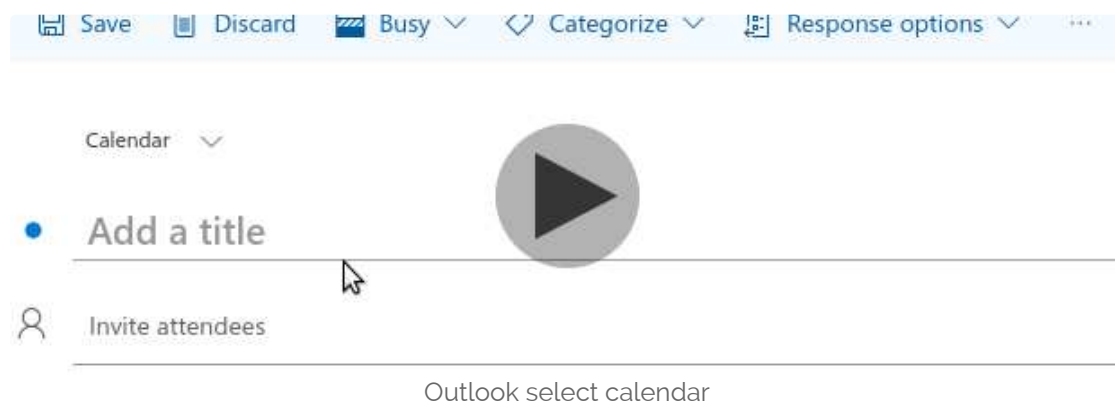 Save Discard Busy Categorize Response options ...
Calendar
Add a title
Invite attendees
Outlook select calendar